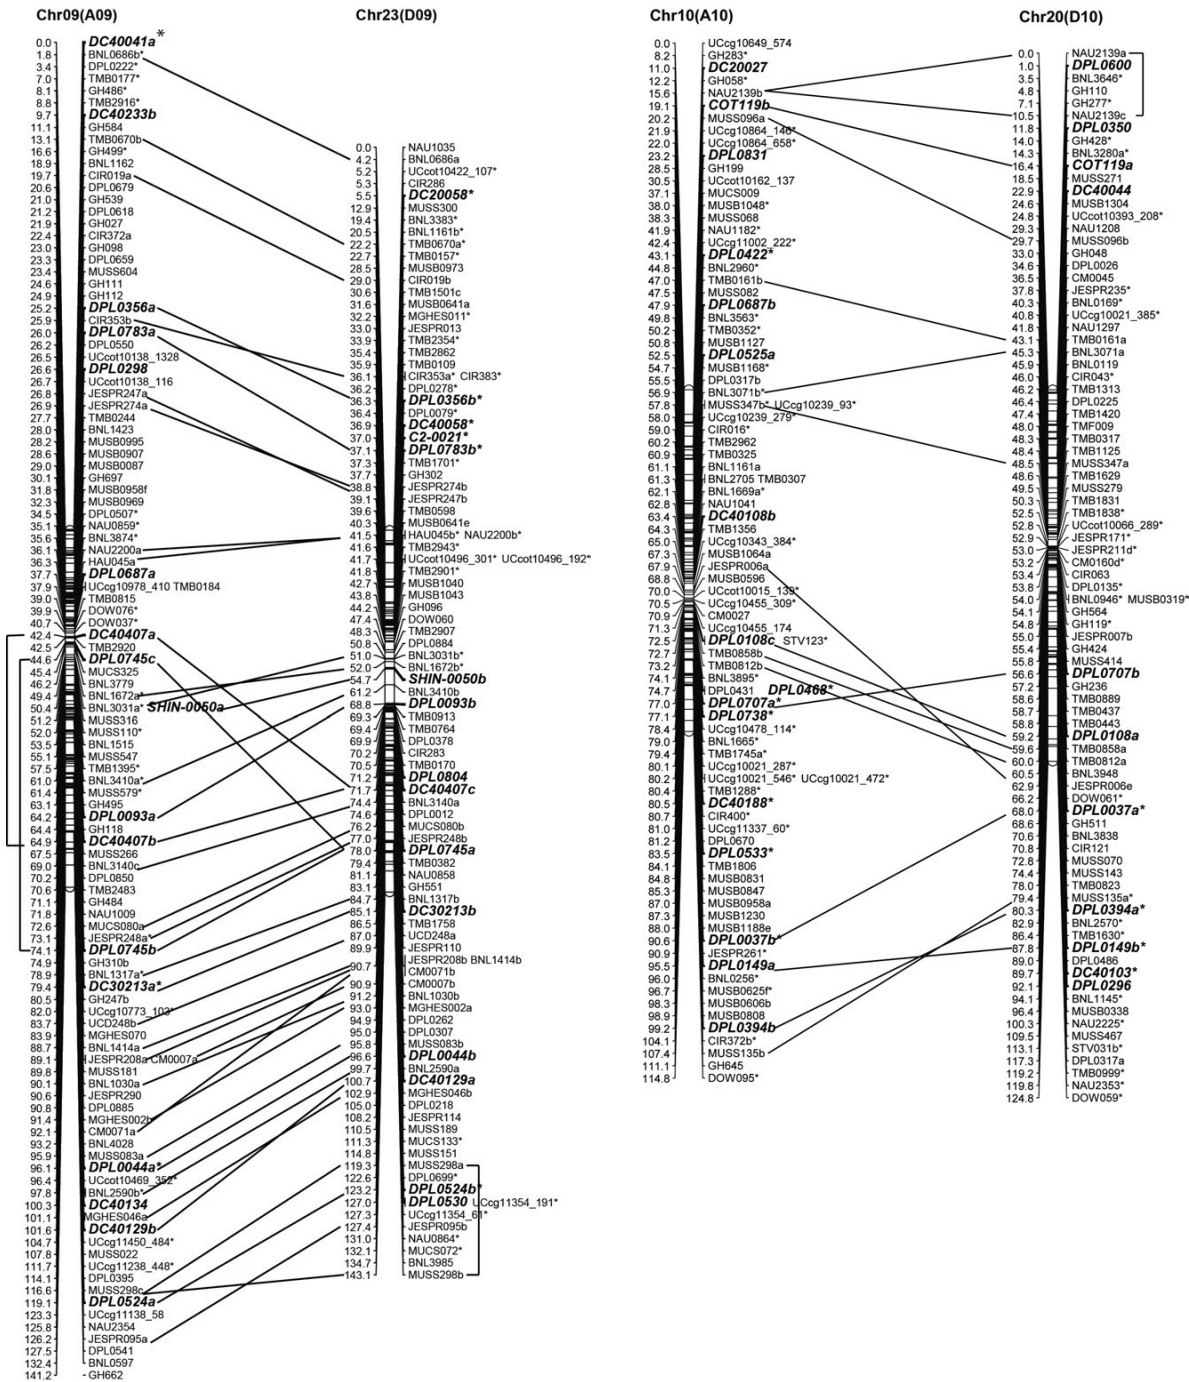 Chr09(A09)
0.0 DC40041a*
1.8 BNL0686b*
3.4 DPL0222*
7.0 TMB0177*
8.1 GH486*
8.8 TMB2916*
9.7 DC40233b
11.1 GH584
13.1 TMB0670b
16.6 GH499*
18.9 BNL1162
19.7 CIR019a
20.6 DPL0679
21.0 GH539
21.2 DPL0618
21.9 GH027
22.4 CIR372a
23.0 GH098
23.3 DPL0659
23.4 MUSS604
24.6 GH111
24.9 GH112
25.2 DPL0356a
25.9 CIR353b
26.0 DPL0783a
26.2 DPL0550
26.5 UCcot10138_1328
26.6 DPL0298
26.7 UCcot10138_116
26.8 JESPR247a
26.9 JESPR274a
27.7 TMB0244
28.0 BNL1423
28.2 MUSB0995
28.6 MUSB0907
29.0 MUSB0087
30.1 GH697
31.8 MUSB0958f
32.3 MUSB0969
34.5 DPL0507*
35.1 NAU0859*
35.6 BNL3874*
36.1 NAU2200a
36.3 HAU045a
37.7 DPL0687a
37.9 UCcg10978_410 TMB0184
39.0 TMB0815
39.9 DOW076*
40.7 DOW037*
42.4 DC40407a
42.5 TMB2920
44.6 DPL0745c
45.4 MUCS325
46.2 BNL3779
49.4 BNL1672a*
50.4 BNL3031a* SHIN-0050a
51.2 MUSS316
52.0 MUSS110*
53.5 BNL1515
55.1 MUSS547
57.5 TMB1395*
61.0 BNL3410a*
61.4 MUSS579*
63.1 GH495
64.2 DPL0093a
64.4 GH118
64.9 DC40407b
67.5 MUSS266
69.0 BNL3140c
70.2 DPL0850
70.6 TMB2483
71.1 GH484
71.8 NAU1009
72.6 MUCS080a
73.1 JESPR248a*
74.1 DPL0745b
74.9 GH310b
78.9 BNL1317a*
79.4 DC30213a*
80.5 GH247b
82.0 UCcg10773_103*
83.7 UCD248b
83.9 MGHES070
88.7 BNL1414a
89.1 JESPR208a CM0007a
89.8 MUSS181
90.1 BNL1030a
90.6 JESPR290
90.8 DPL0885
91.4 MGHES002b
92.1 CM0071a
93.2 BNL4028
95.9 MUSS083a
96.1 DPL0044a*
96.4 UCcot10469_352*
97.8 BNL2590b*
100.3 DC40134
101.1 MGHES046a
101.6 DC40129b
104.7 UCcg11450_484*
107.8 MUSS022
111.7 UCcg11238_448*
114.1 DPL0395
116.6 MUSS298c
119.1 DPL0524a
123.3 UCcg11138_58
125.8 NAU2354
126.2 JESPR095a
127.5 DPL0541
132.4 BNL0597
141.2 GH662
Chr23(D09)
0.0 NAU1035
4.2 BNL0686a
5.2 UCcot10422_107*
5.3 CIR286
5.5 DC20058*
12.9 MUSS300
19.4 BNL3383*
20.5 BNL1161b*
22.2 TMB0670a*
22.7 TMB0157*
28.5 MUSB0973
29.0 CIR019b
30.6 TMB1501c
31.6 MUSB0641a
32.2 MGHES011*
33.0 JESPR013
33.9 TMB2354*
35.4 TMB2862
35.9 TMB0109
36.1 CIR353a* CIR383*
36.2 DPL0278*
36.3 DPL0356b*
36.4 DPL0079*
36.9 DC40058*
37.0 C2-0021*
37.1 DPL0783b*
37.3 TMB1701*
37.7 GH302
38.8 JESPR274b
39.1 JESPR247b
39.6 TMB0598
40.3 MUSB0641e
41.5 HAU045b* NAU2200b*
41.6 TMB2943*
41.7 UCcot10496_301* UCcot10496_192*
41.8 TMB2901*
42.7 MUSB1040
43.8 MUSB1043
44.2 GH096
47.4 DOW060
48.3 TMB2907
50.8 DPL0884
51.0 BNL3031b*
52.0 BNL1672b*
54.7 SHIN-0050b
61.2 BNL3410b
68.8 DPL0093b
69.3 TMB0913
69.4 TMB0764
69.9 DPL0378
70.2 CIR283
70.5 TMB0170
71.2 DPL0804
71.7 DC40407c
74.4 BNL3140a
74.6 DPL0012
76.2 MUCS080b
77.0 JESPR248b
78.0 DPL0745a
79.4 TMB0382
81.1 NAU0858
83.1 GH551
84.7 BNL1317b
85.1 DC30213b
86.5 TMB1758
87.0 UCD248a
89.9 JESPR110
JESPR208b BNL1414b
90.7 CM0071b
90.9 CM0007b
91.2 BNL1030b
93.0 MGHES002a
94.9 DPL0262
95.0 DPL0307
95.8 MUSS083b
96.6 DPL0044b
99.7 BNL2590a
100.7 DC40129a
102.9 MGHES046b
105.0 DPL0218
108.2 JESPR114
110.5 MUSS189
111.3 MUCS133*
114.8 MUSS151
119.3 MUSS298a
122.6 DPL0699*
123.2 DPL0524b*
127.0 DPL0530 UCcg11354_191*
127.3 UCcg11354_61*
127.4 JESPR095b
131.0 NAU0864*
132.1 MUCS072*
134.7 BNL3985
143.1 MUSS298b
Chr10(A10)
0.0 UCcg10649_574
8.2 GH283*
11.0 DC20027
12.2 GH058*
15.6 NAU2139b
19.1 COT119b
20.2 MUSS096a
21.9 UCcg10864_146*
22.0 UCcg10864_658*
23.2 DPL0831
28.5 GH199
30.5 UCcot10162_137
37.1 MUCS009
38.0 MUSB1048*
38.3 MUSS068
41.9 NAU1182*
42.4 UCcg11002_222*
43.1 DPL0422*
44.8 BNL2960*
47.0 TMB0161b
47.5 MUSS082
47.9 DPL0687b
49.8 BNL3563*
50.2 TMB0352*
50.8 MUSB1127
52.5 DPL0525a
54.7 MUSB1168*
55.5 DPL0317b
56.9 BNL3071b*
57.8 MUSS347b* UCcg10239_93*
58.0 UCcg10239_279*
59.0 CIR016*
60.2 TMB2962
60.9 TMB0325
61.1 BNL1161a
61.3 BNL2705 TMB0307
62.1 BNL1669a*
62.8 NAU1041
63.4 DC40108b
64.3 TMB1356
65.0 UCcg10343_384*
67.3 MUSB1064a
67.9 JESPR006a
68.8 MUSB0596
70.0 UCcot10015_139*
70.5 UCcg10455_309*
70.9 CM0027
71.3 UCcg10455_174
72.5 DPL0108c STV123*
72.7 TMB0858b
73.2 TMB0812b
74.1 BNL3895*
74.7 DPL0431 DPL0468*
77.0 DPL0707a*
77.1 DPL0738*
78.4 UCcg10478_114*
79.0 BNL1665*
79.4 TMB1745a*
80.1 UCcg10021_287*
80.2 UCcg10021_546* UCcg10021_472*
80.4 TMB1288*
80.5 DC40188*
80.7 CIR400*
81.0 UCcg11337_60*
81.2 DPL0670
83.5 DPL0533*
84.1 TMB1806
84.8 MUSB0831
85.3 MUSB0847
87.0 MUSB0958a
87.3 MUSB1230
88.0 MUSB1188e
90.6 DPL0037b*
90.9 JESPR261*
95.5 DPL0149a
96.0 BNL0256*
96.7 MUSB0625f*
98.3 MUSB0606b
98.9 MUSB0808
99.2 DPL0394b
104.1 CIR372b*
107.4 MUSS135b
111.1 GH645
114.8 DOW095*
Chr20(D10)
0.0 NAU2139a
1.0 DPL0600
3.5 BNL3646*
4.8 GH110
7.1 GH277*
10.5 NAU2139c
11.8 DPL0350
14.0 GH428*
14.3 BNL3280a*
16.4 COT119a
18.5 MUSS271
22.9 DC40044
24.6 MUSB1304
24.8 UCcot10393_208*
29.3 NAU1208
29.7 MUSS096b
33.0 GH048
34.6 DPL0026
36.5 CM0045
37.8 JESPR235*
40.3 BNL0169*
40.8 UCcg10021_385*
41.8 NAU1297
43.1 TMB0161a
45.3 BNL3071a
45.9 BNL0119
46.0 CIR043*
46.2 TMB1313
46.4 DPL0225
47.4 TMB1420
48.0 TMF009
48.3 TMB0317
48.4 TMB1125
48.5 MUSS347a
48.6 TMB1629
49.5 MUSS279
50.3 TMB1831
52.5 TMB1838*
52.8 UCcot10066_289*
52.9 JESPR171*
53.0 JESPR211d*
53.2 CM0160d*
53.4 CIR063
53.8 DPL0135*
54.0 BNL0946* MUSB0319*
54.1 GH564
54.8 GH119*
55.0 JESPR007b
55.4 GH424
55.8 MUSS414
56.6 DPL0707b
57.2 GH236
58.6 TMB0889
58.7 TMB0437
58.8 TMB0443
59.2 DPL0108a
59.6 TMB0858a
60.0 TMB0812a
60.5 BNL3948
62.9 JESPR006e
66.2 DOW061*
68.0 DPL0037a*
68.6 GH511
70.6 BNL3838
70.8 CIR121
72.8 MUSS070
74.4 MUSS143
78.0 TMB0823
79.4 MUSS135a*
80.3 DPL0394a*
82.9 BNL2570*
86.4 TMB1630*
87.8 DPL0149b*
89.0 DPL0486
89.7 DC40103*
92.1 DPL0296
94.1 BNL1145*
96.4 MUSB0338
100.3 NAU2225*
109.5 MUSS467
113.1 STV031b*
117.3 DPL0317a
119.2 TMB0999*
119.8 NAU2353*
124.8 DOW059*